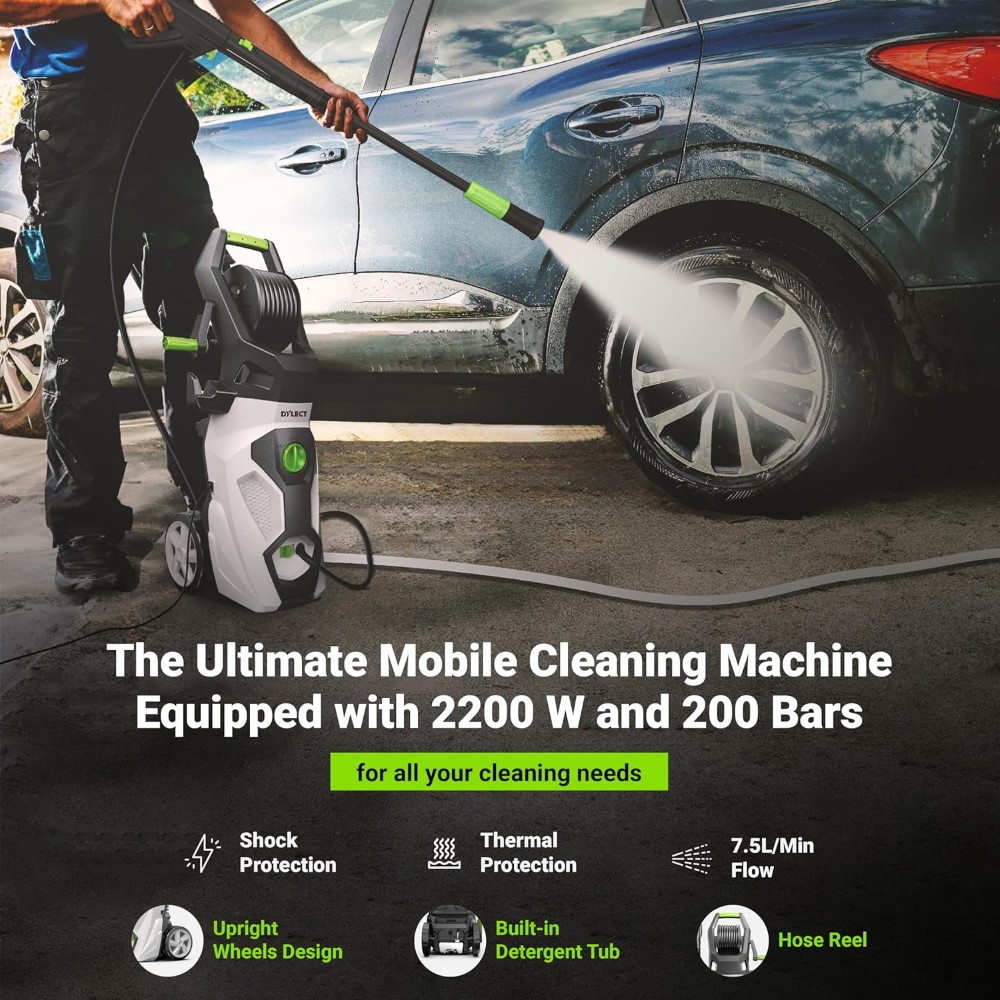 DYLECT
The Ultimate Mobile Cleaning Machine
Equipped with 2200 W and 200 Bars
for all your cleaning needs
Shock
Protection
Thermal
Protection
7.5L/Min
Flow
Upright
Wheels Design
Built-in
Detergent Tub
Hose Reel